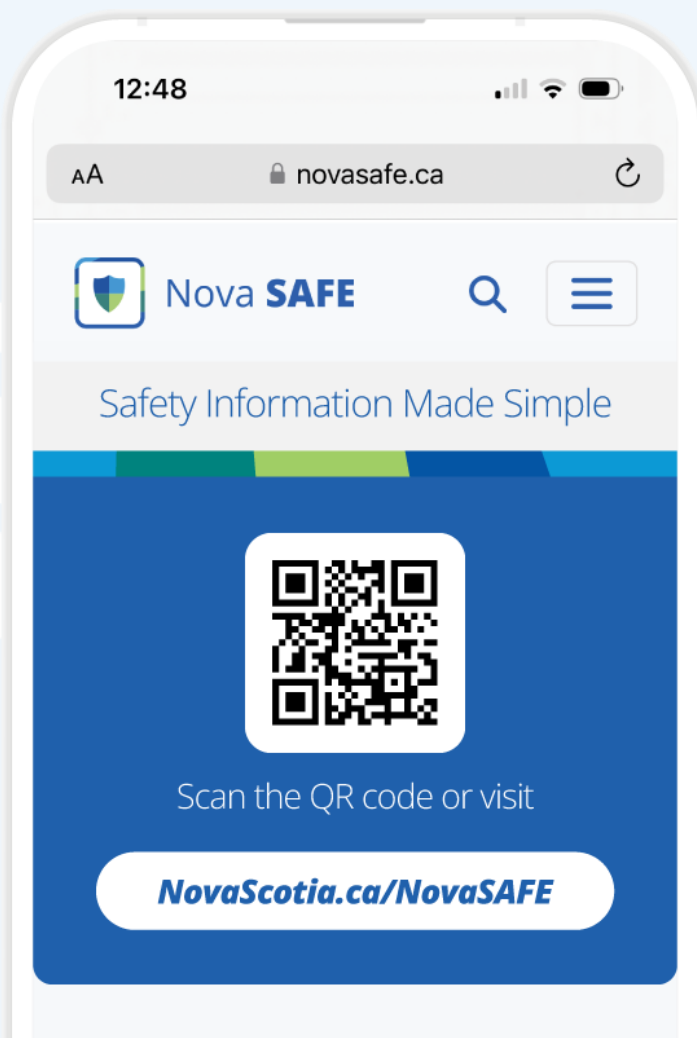 12:48
AA novasafe.ca
Nova SAFE
Safety Information Made Simple
Scan the QR code or visit
NovaScotia.ca/NovaSAFE